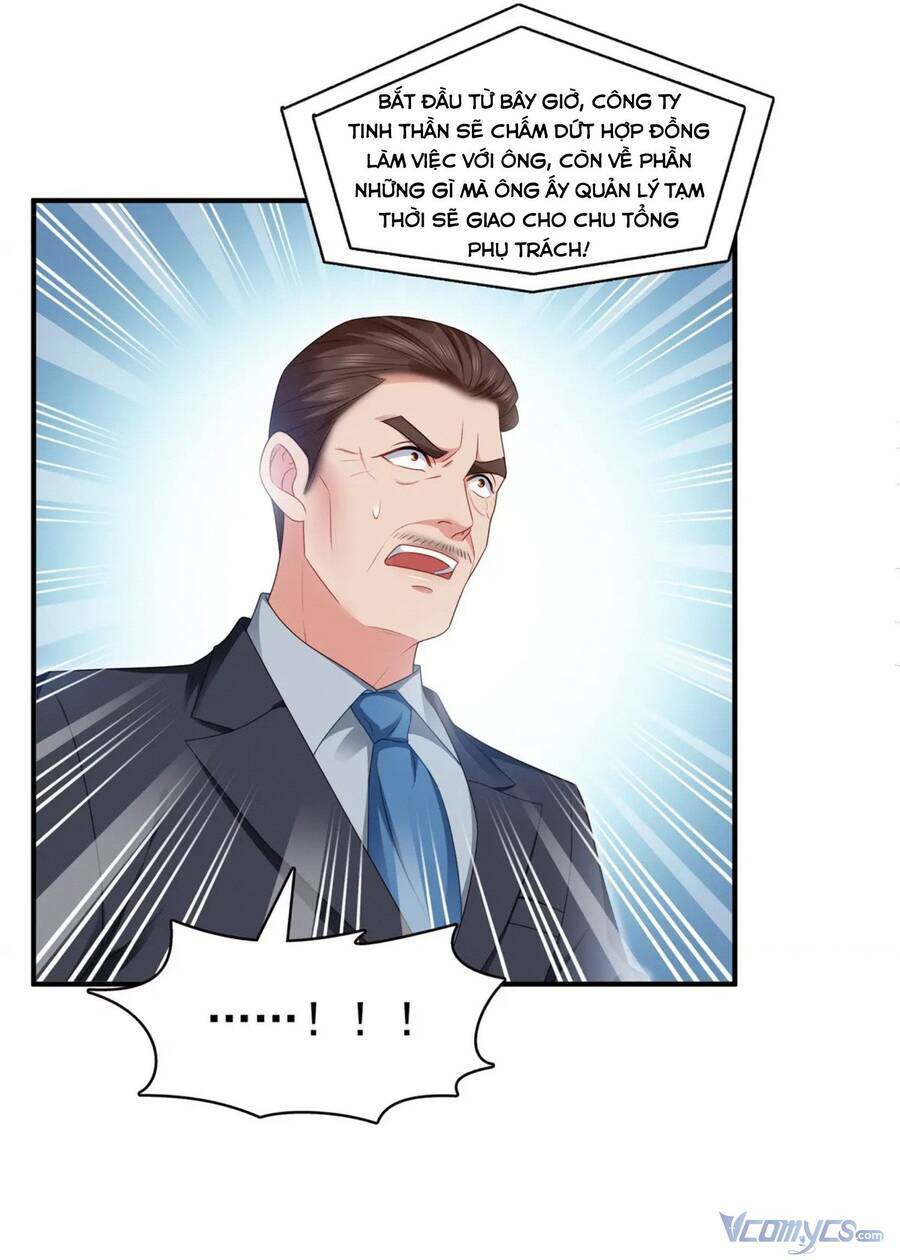 BẮT ĐẦU TỪ BÂY GIỜ, CÔNG TY
TINH THẦN SẼ CHẤM DỨT HỢP ĐỒNG
LÀM VIỆC VỚI ÔNG, CÒN VỀ PHẦN
NHỮNG GÌ MÀ ÔNG ẤY QUẢN LÝ TẠM
THỜI SẼ GIAO CHO CHU TỔNG
PHỤ TRÁCH!
……！！！
Vcomycs.com